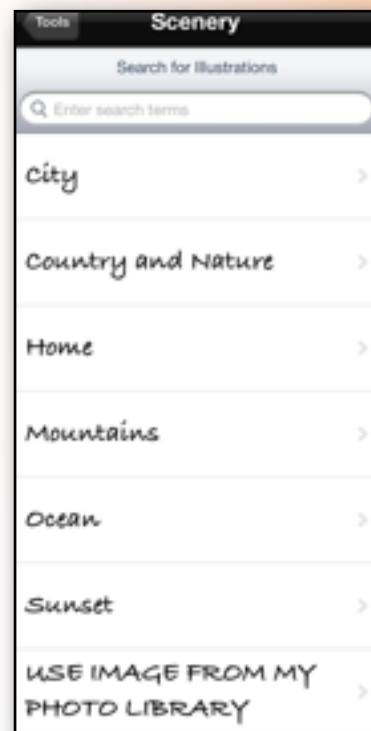 Tools
Scenery
Search for Illustrations
Enter search terms
City
Country and Nature
Home
Mountains
Ocean
Sunset
USE IMAGE FROM MY
PHOTO LIBRARY